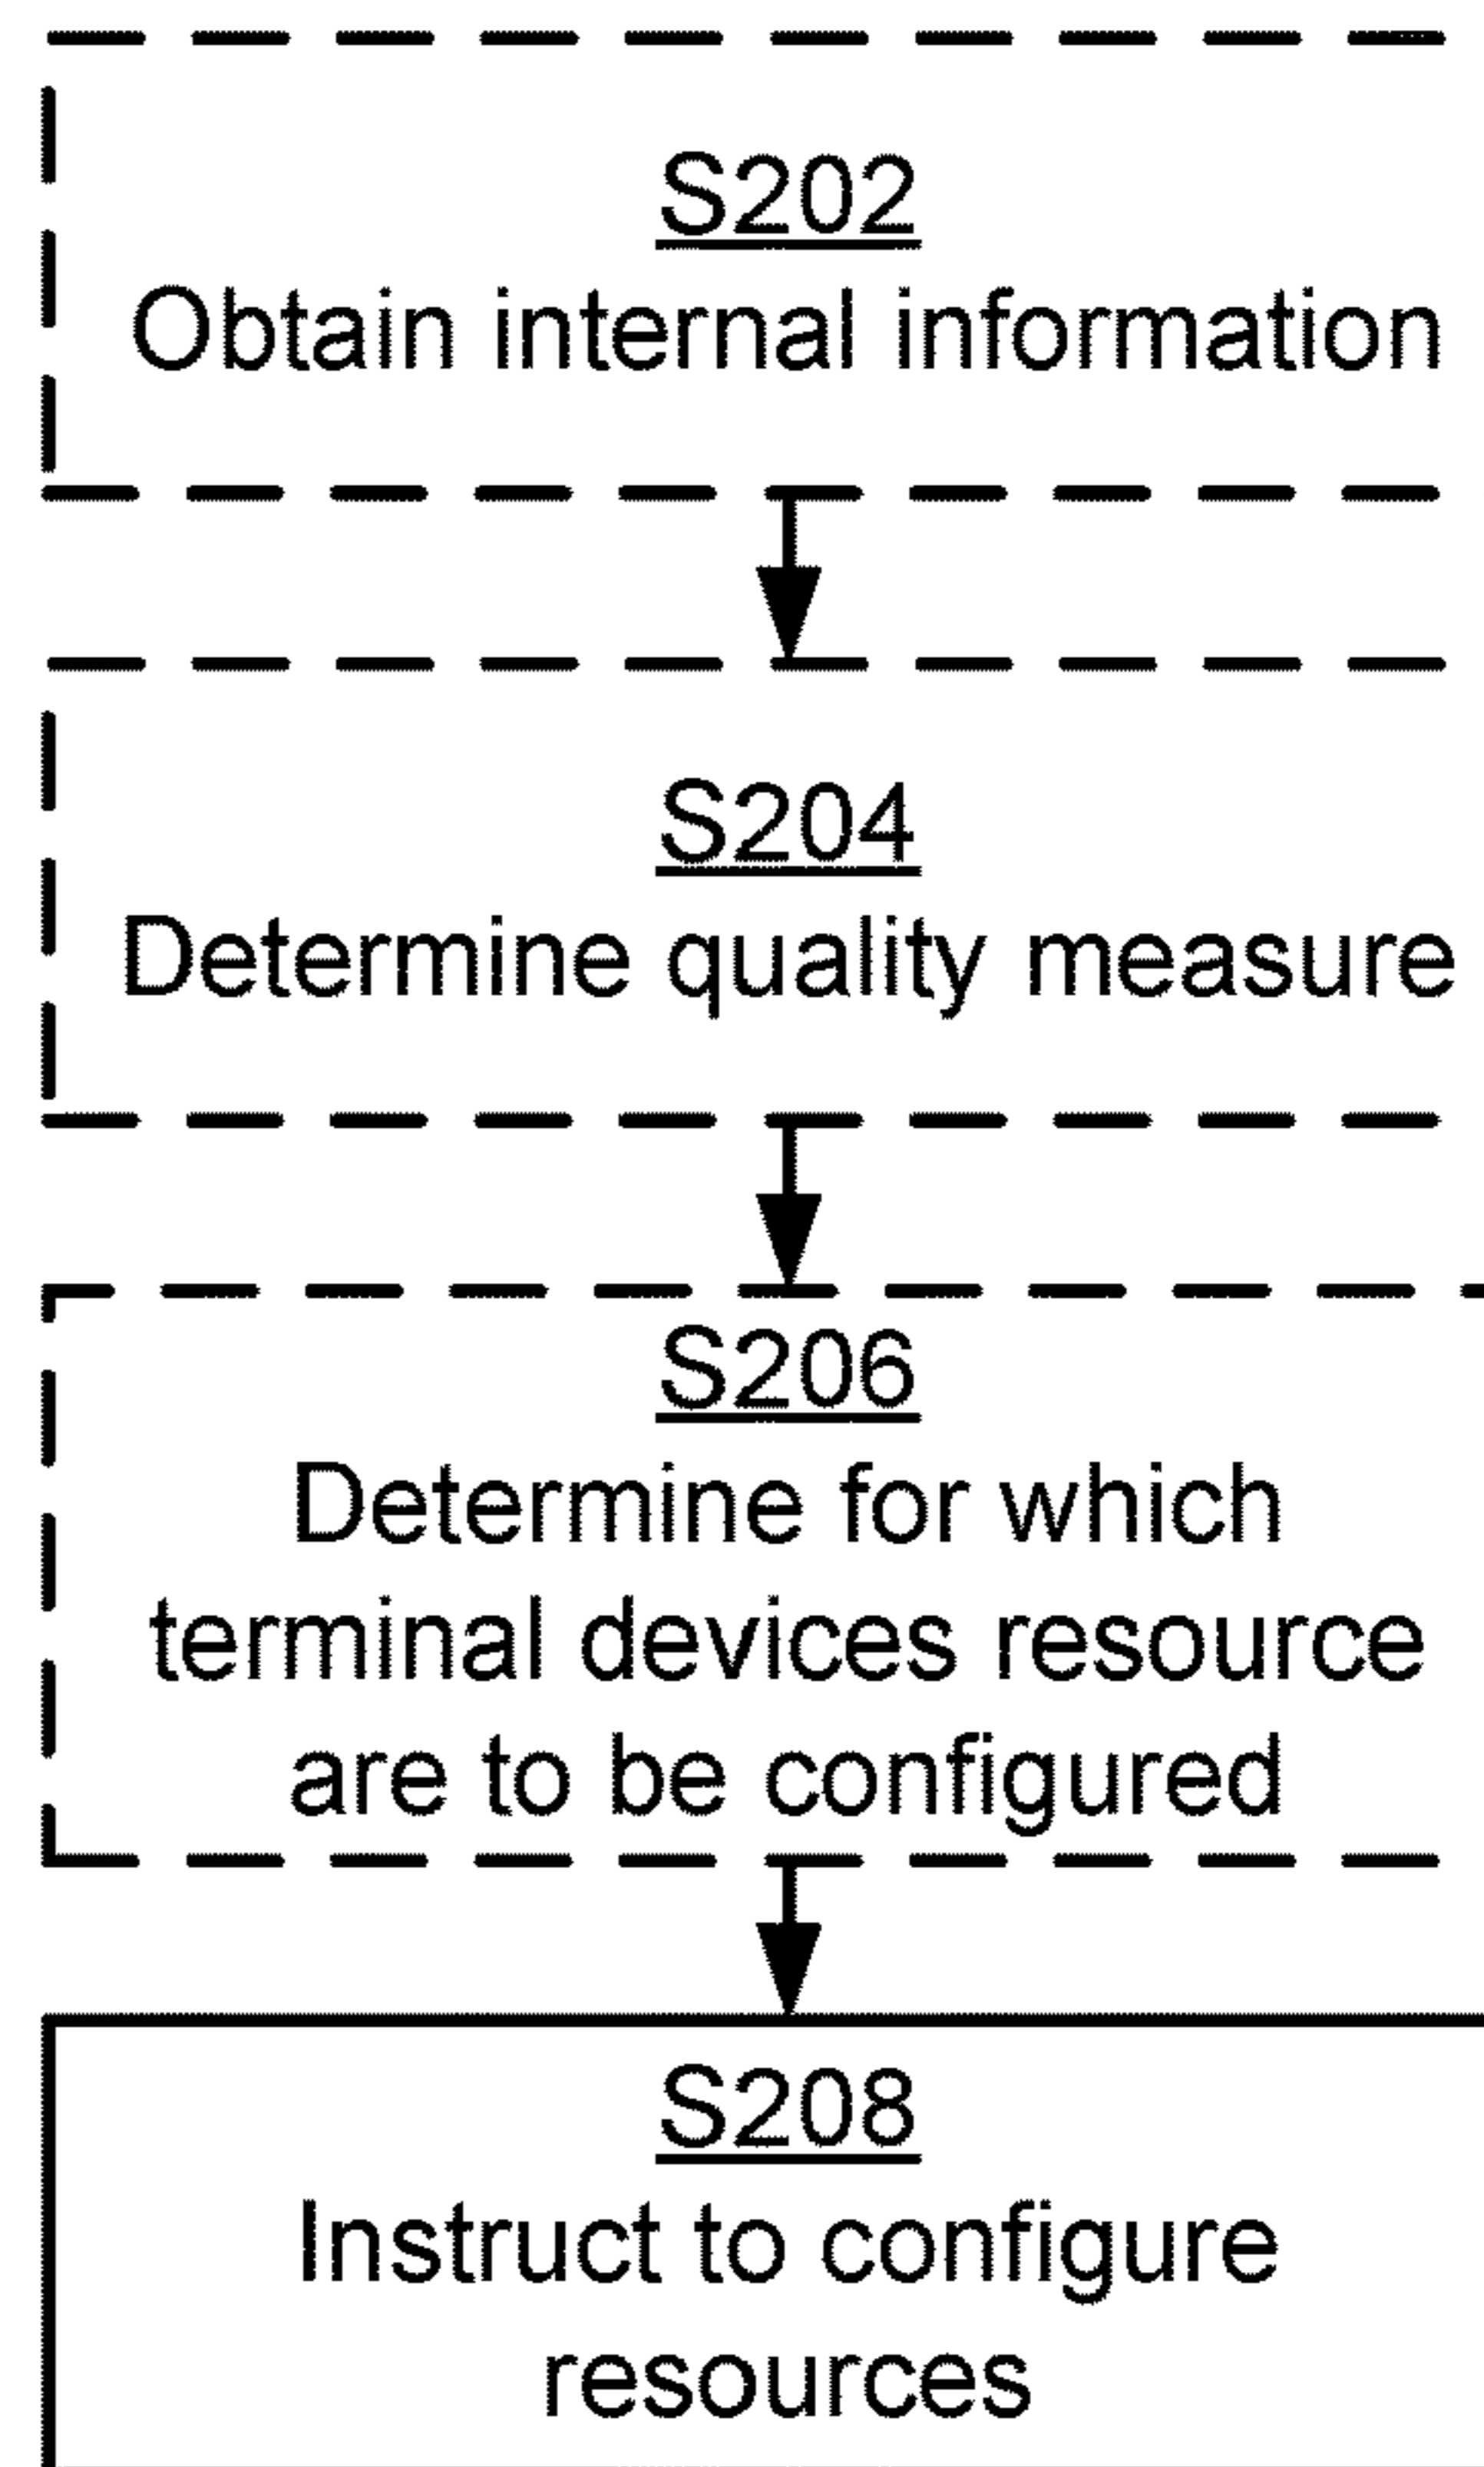 S202
Obtain internal information
S204
Determine quality measure
S206
Determine for which
terminal devices resource
are to be configured
S208
Instruct to configure
resources